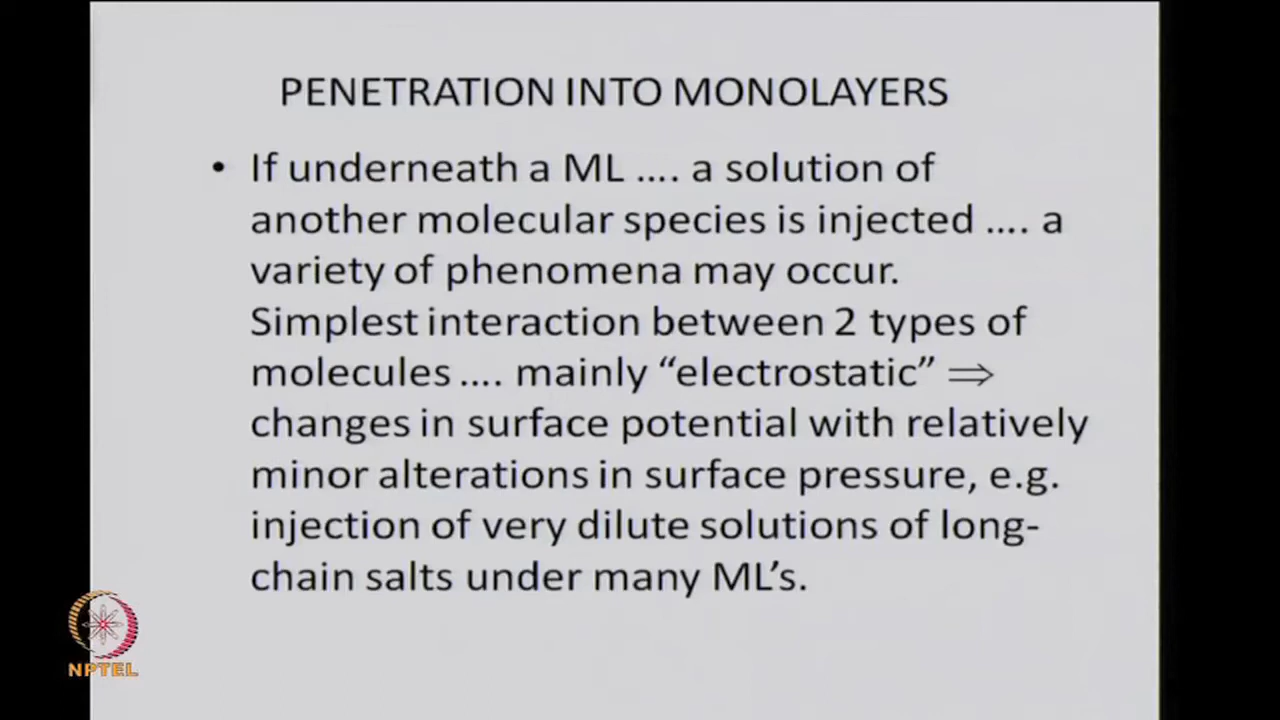 PENETRATION INTO MONOLAYERS
• If underneath a ML .... a solution of
another molecular species is injected .... a
variety of phenomena may occur.
Simplest interaction between 2 types of
molecules .... mainly “electrostatic” ⇒
changes in surface potential with relatively
minor alterations in surface pressure, e.g.
injection of very dilute solutions of long-
chain salts under many ML’s.
NPTEL